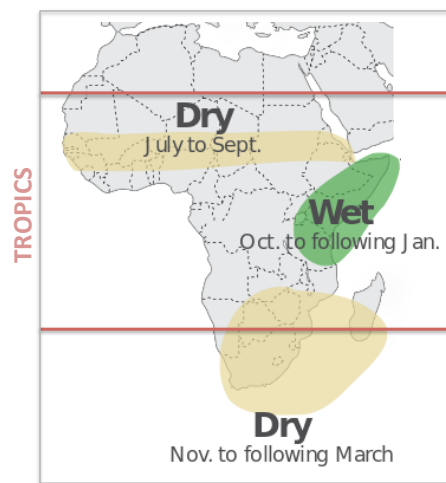 Dry
July to Sept.
TROPICS
Wet
Oct. to following Jan.
Dry
Nov. to following March